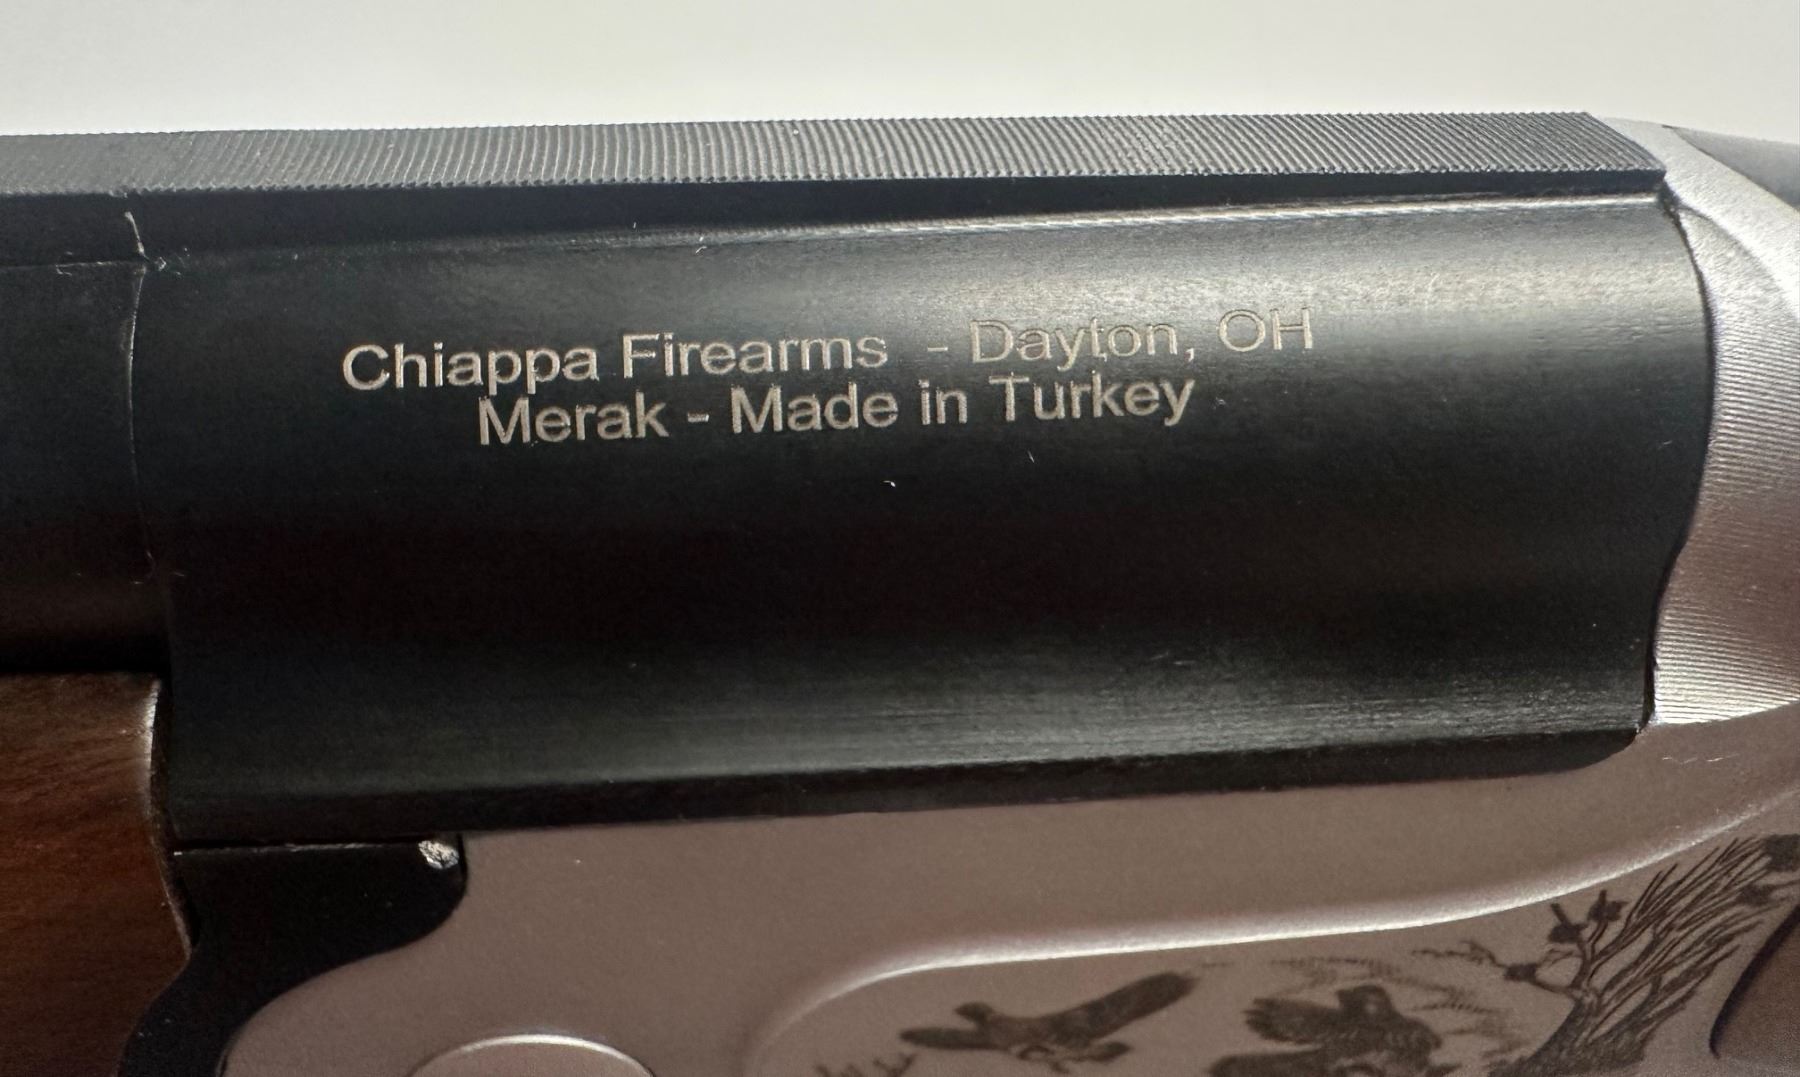 Chiappa Firearms - Dayton, OH
Merak - Made in Turkey